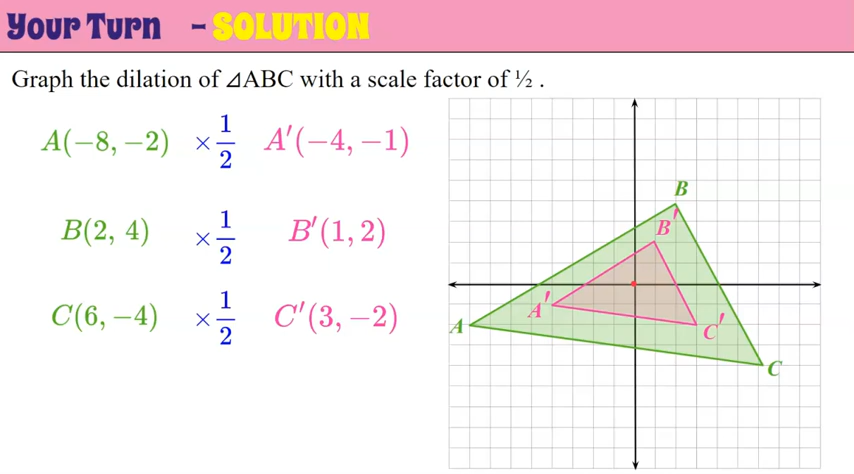 Your Turn - SOLUTION
Graph the dilation of ⊿ABC with a scale factor of ½ .
A(−8, −2) × 1/2 A′(−4, −1)
B(2, 4) × 1/2 B′(1, 2)
C(6, −4) × 1/2 C′(3, −2)
B
B′
A′
A
C′
C